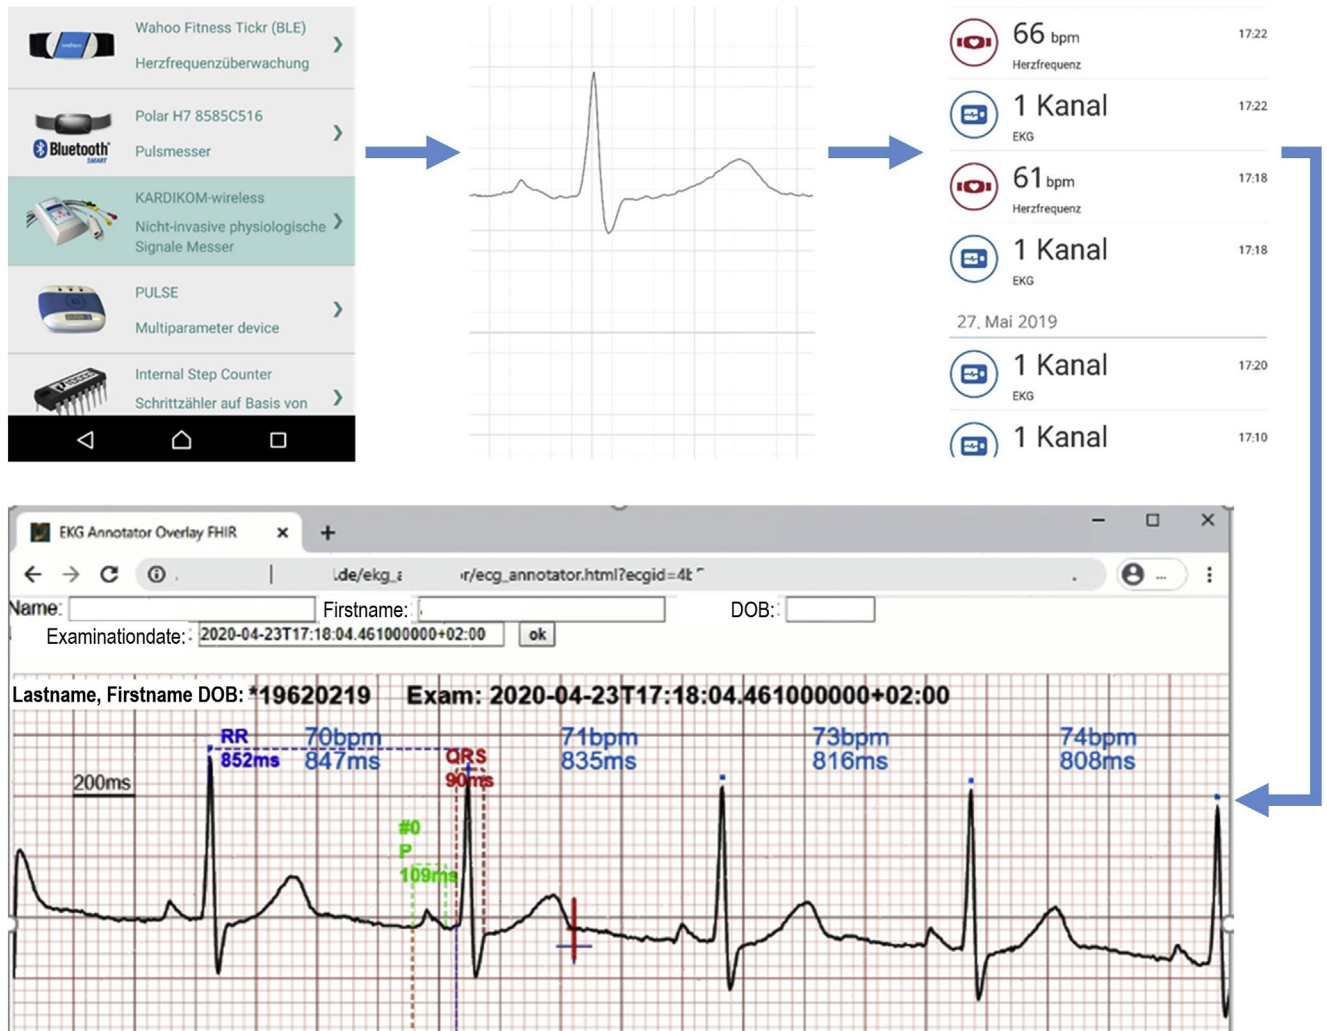 Wahoo Fitness Tickr (BLE)
Herzfrequenzüberwachung
wahoo
Polar H7 8585C516
Bluetooth
SMART
Pulsmesser
KARDIKOM-wireless
Nicht-invasive physiologische
Signale Messer
PULSE
Multiparameter device
Internal Step Counter
Schrittzähler auf Basis von
66 bpm 17:22
Herzfrequenz
1 Kanal 17:22
EKG
61 bpm 17:18
Herzfrequenz
1 Kanal 17:18
EKG
27. Mai 2019
1 Kanal 17:20
EKG
1 Kanal 17:10
EKG Annotator Overlay FHIR
.de/ekg_ r/ecg_annotator.html?ecgid=4
Name: Firstname: DOB:
Examinationdate: 2020-04-23T17:18:04.461000000+02:00 ok
Lastname, Firstname DOB: *19620219 Exam: 2020-04-23T17:18:04.461000000+02:00
RR 70bpm 71bpm 73bpm 74bpm
852ms 847ms QRS 835ms 816ms 808ms
200ms 90ms
#0
P
109ms